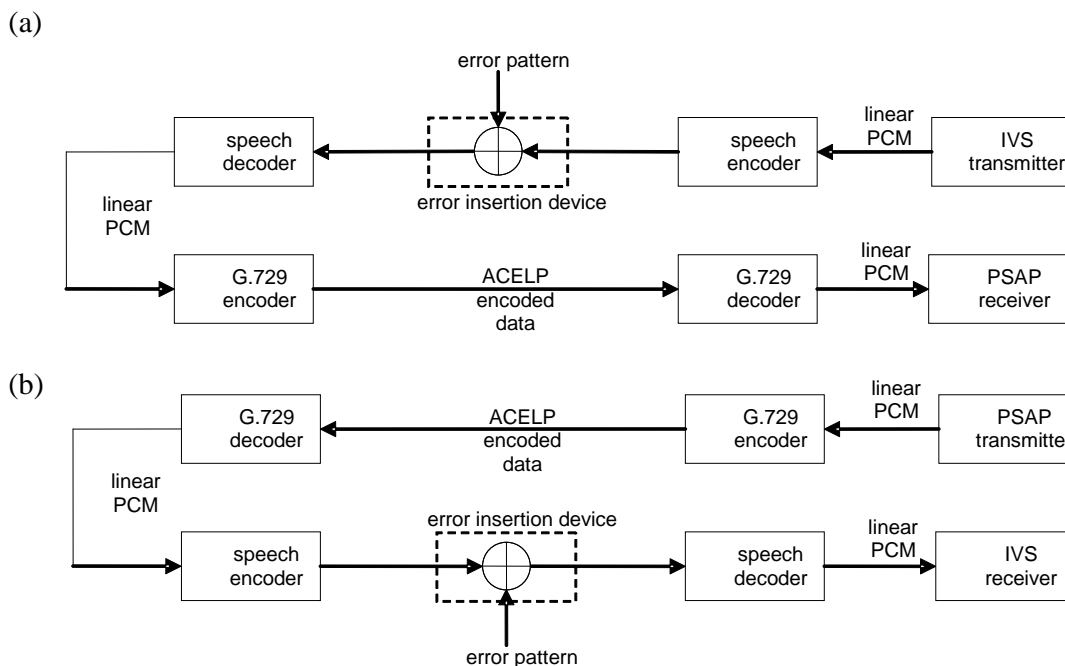 (a)
error pattern
linear
PCM
speech
decoder
speech
encoder
IVS
transmitter
error insertion device
linear
PCM
linear
PCM
G.729
encoder
ACELP
encoded
data
G.729
decoder
PSAP
receiver
(b)
linear
PCM
G.729
decoder
ACELP
encoded
data
G.729
encoder
PSAP
transmitte
linear
PCM
error insertion device
linear
PCM
speech
encoder
speech
decoder
IVS
receiver
error pattern